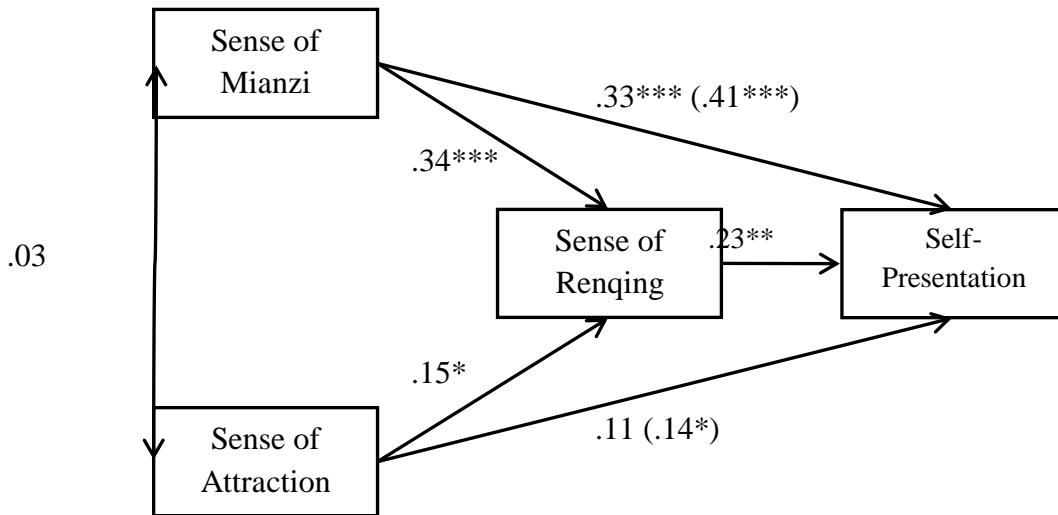 Sense of
Mianzi
.33*** (.41***)
.34***
.03
Sense of
Renqing
.23**
Self-
Presentation
.15*
.11 (.14*)
Sense of
Attraction